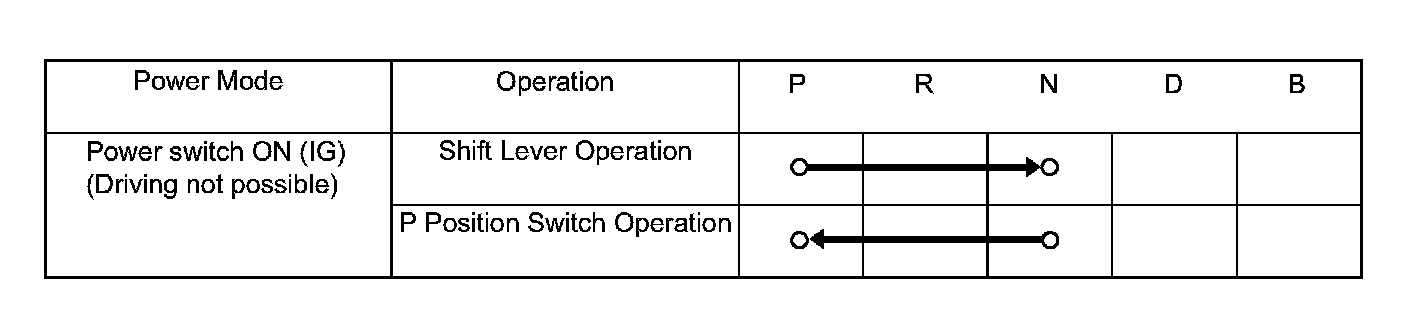 Power Mode Operation P R N D B
Power switch ON (IG)
(Driving not possible)
Shift Lever Operation
P Position Switch Operation